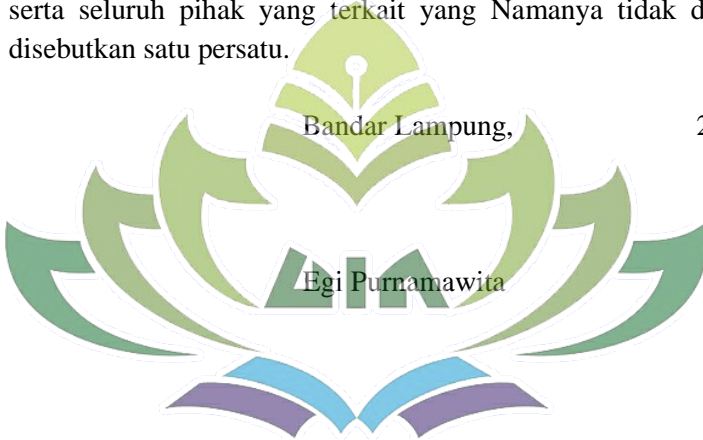 serta seluruh pihak yang terkait yang Namanya tidak d
disebutkan satu persatu.
Bandar Lampung, 2
Egi Purnamawita